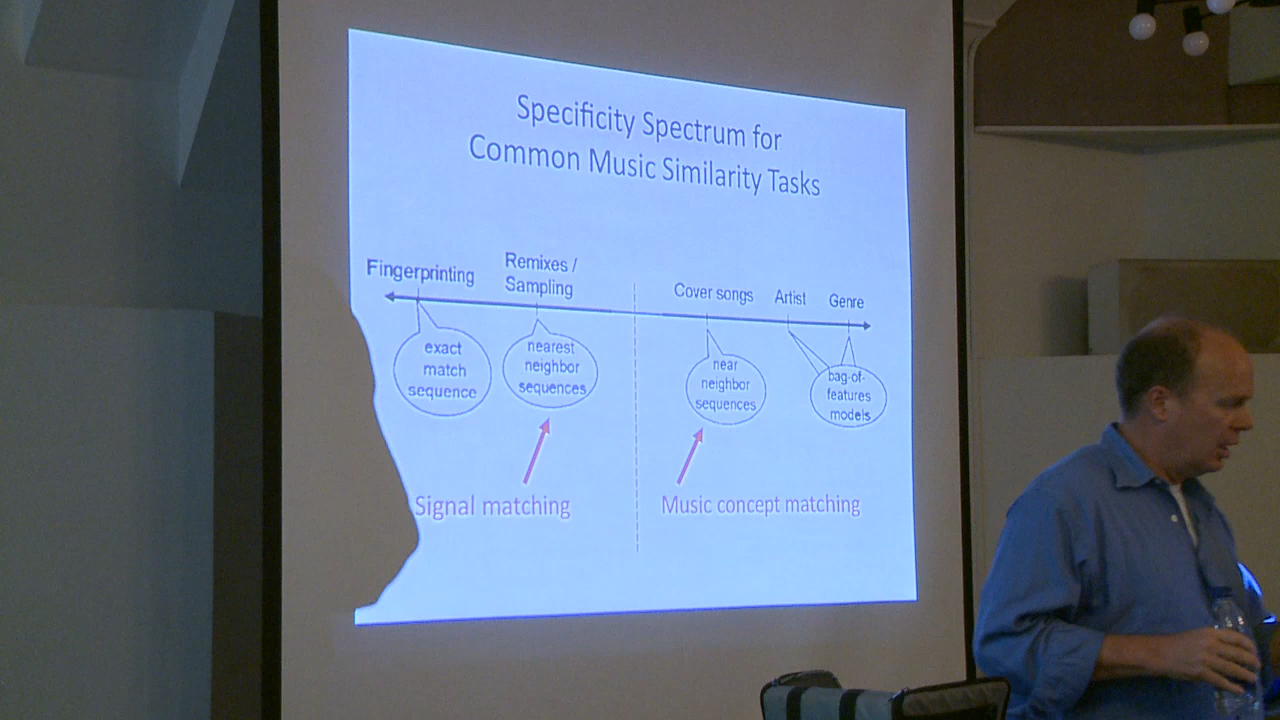 Specificity Spectrum for
Common Music Similarity Tasks
Fingerprinting
Remixes /
Sampling
Cover songs
Artist
Genre
exact
match
sequence
nearest
neighbor
sequences
near
neighbor
sequences
bag-of-
features
models
Signal matching
Music concept matching